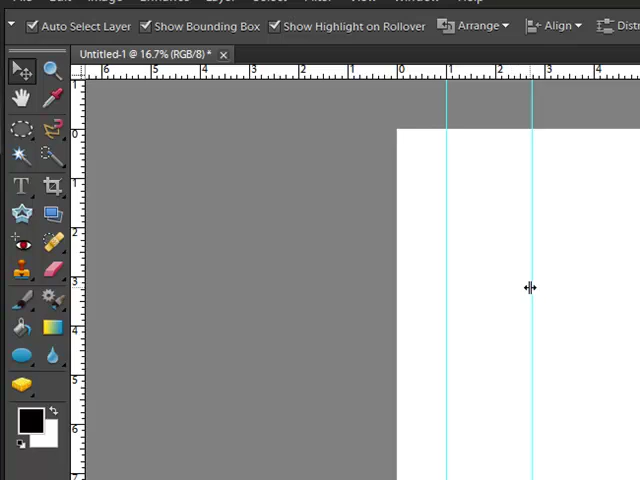 Auto Select Layer Show Bounding Box Show Highlight on Rollover Arrange Align
Untitled-1 @ 16.7% (RGB/8) * x
6 5 4 3 2 1 0 1 2 3 4
1
0
1
2
3
4
5
6
7
T